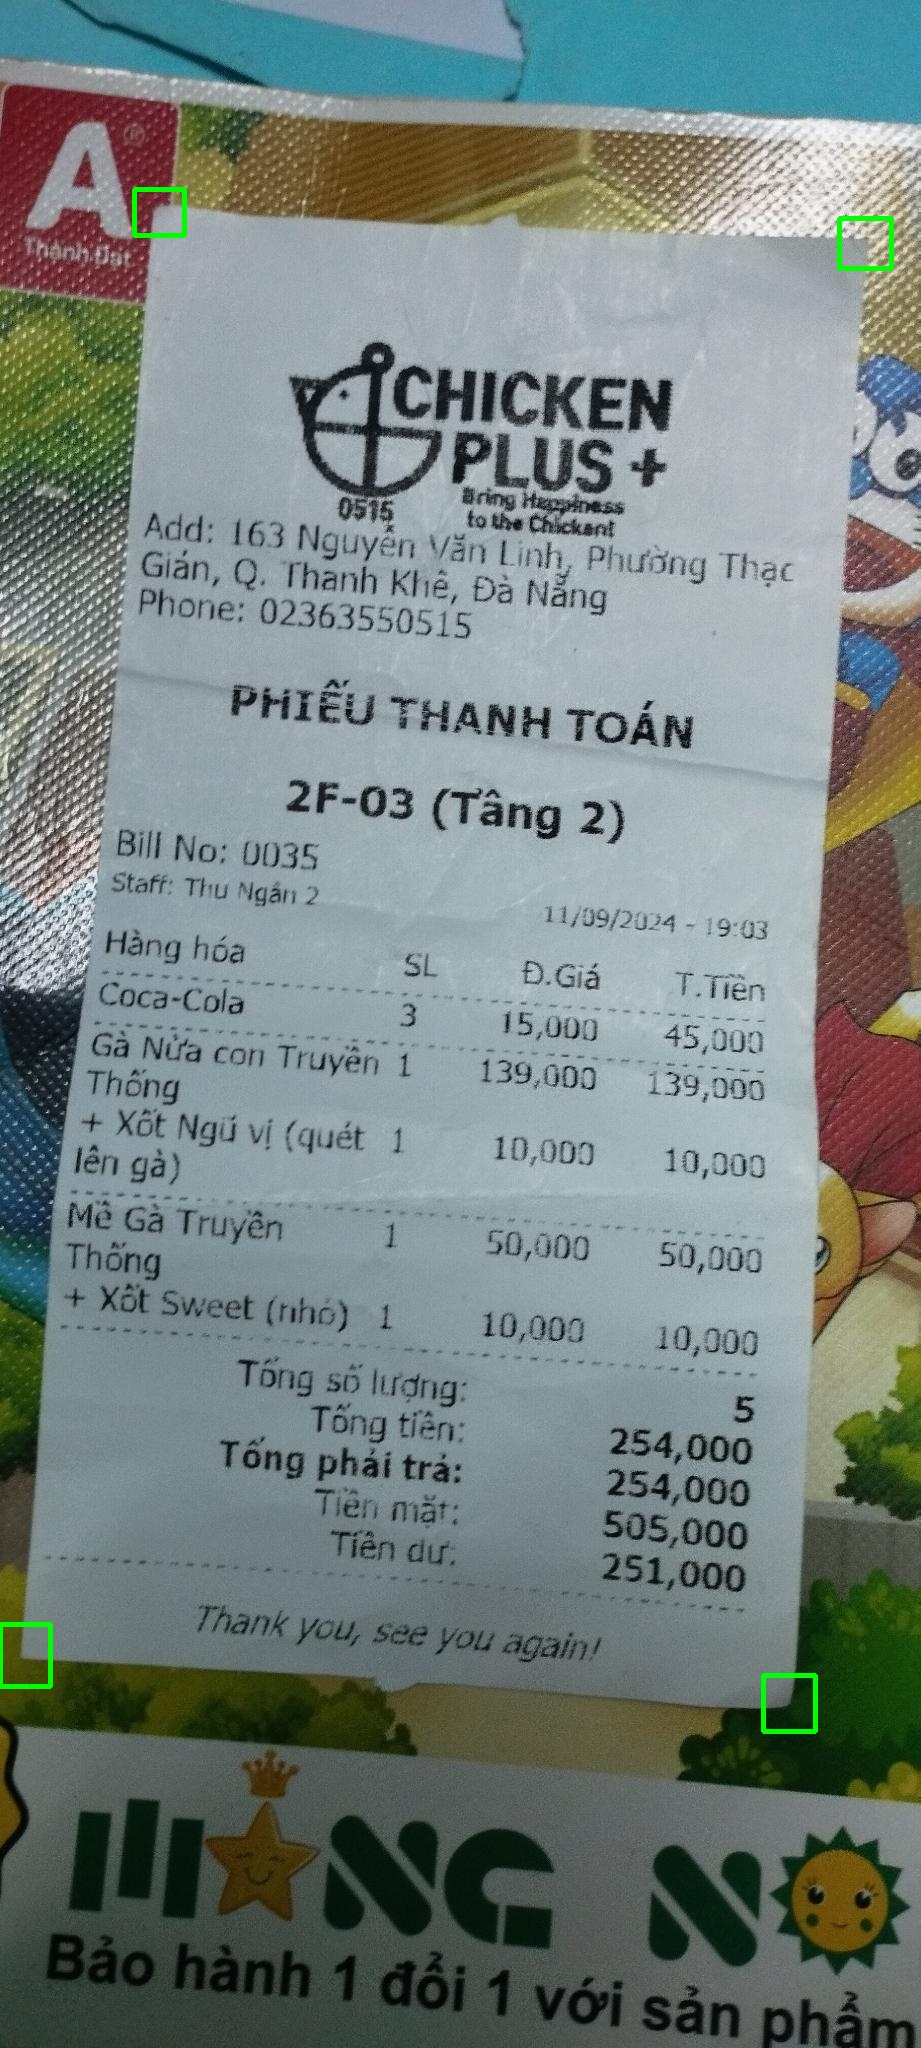 A®
Thành Đạt
CHICKEN
PLUS +
0515
Bring Happiness
to the Chicken!
Add: 163 Nguyễn Văn Linh, Phường Thạc
Gián, Q. Thanh Khê, Đà Nẵng
Phone: 02363550515
PHIẾU THANH TOÁN
2F-03 (Tầng 2)
Bill No: 0035
Staff: Thu Ngân 2
11/09/2024 - 19:03
Hàng hóa SL Đ.Giá T.Tiền
Coca-Cola 3 15,000 45,000
Gà Nửa con Truyền 1 139,000 139,000
Thống
+ Xốt Ngũ vị (quét 1 10,000 10,000
lên gà)
Mề Gà Truyền 1 50,000 50,000
Thống
+ Xốt Sweet (nhỏ) 1 10,000 10,000
Tổng số lượng: 5
Tổng tiền: 254,000
Tổng phải trả: 254,000
Tiền mặt: 505,000
Tiền dư: 251,000
Thank you, see you again!
Bảo hành 1 đổi 1 với sản phẩm